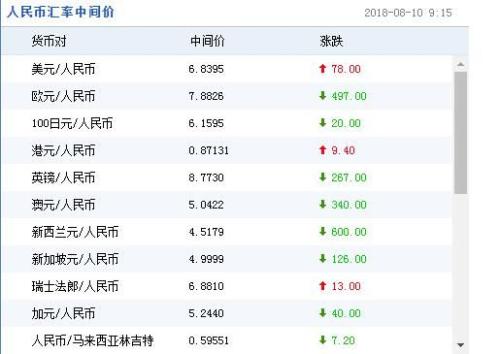 人民币汇率中间价 2018-08-10 9:15
货币对 中间价 涨跌
美元/人民币 6.8395 78.00
欧元/人民币 7.8826 497.00
100日元/人民币 6.1595 20.00
港元/人民币 0.87131 9.40
英镑/人民币 8.7730 267.00
澳元/人民币 5.0422 340.00
新西兰元/人民币 4.5179 600.00
新加坡元/人民币 4.9999 126.00
瑞士法郎/人民币 6.8810 13.00
加元/人民币 5.2440 40.00
人民币/马来西亚林吉特 0.59551 7.20